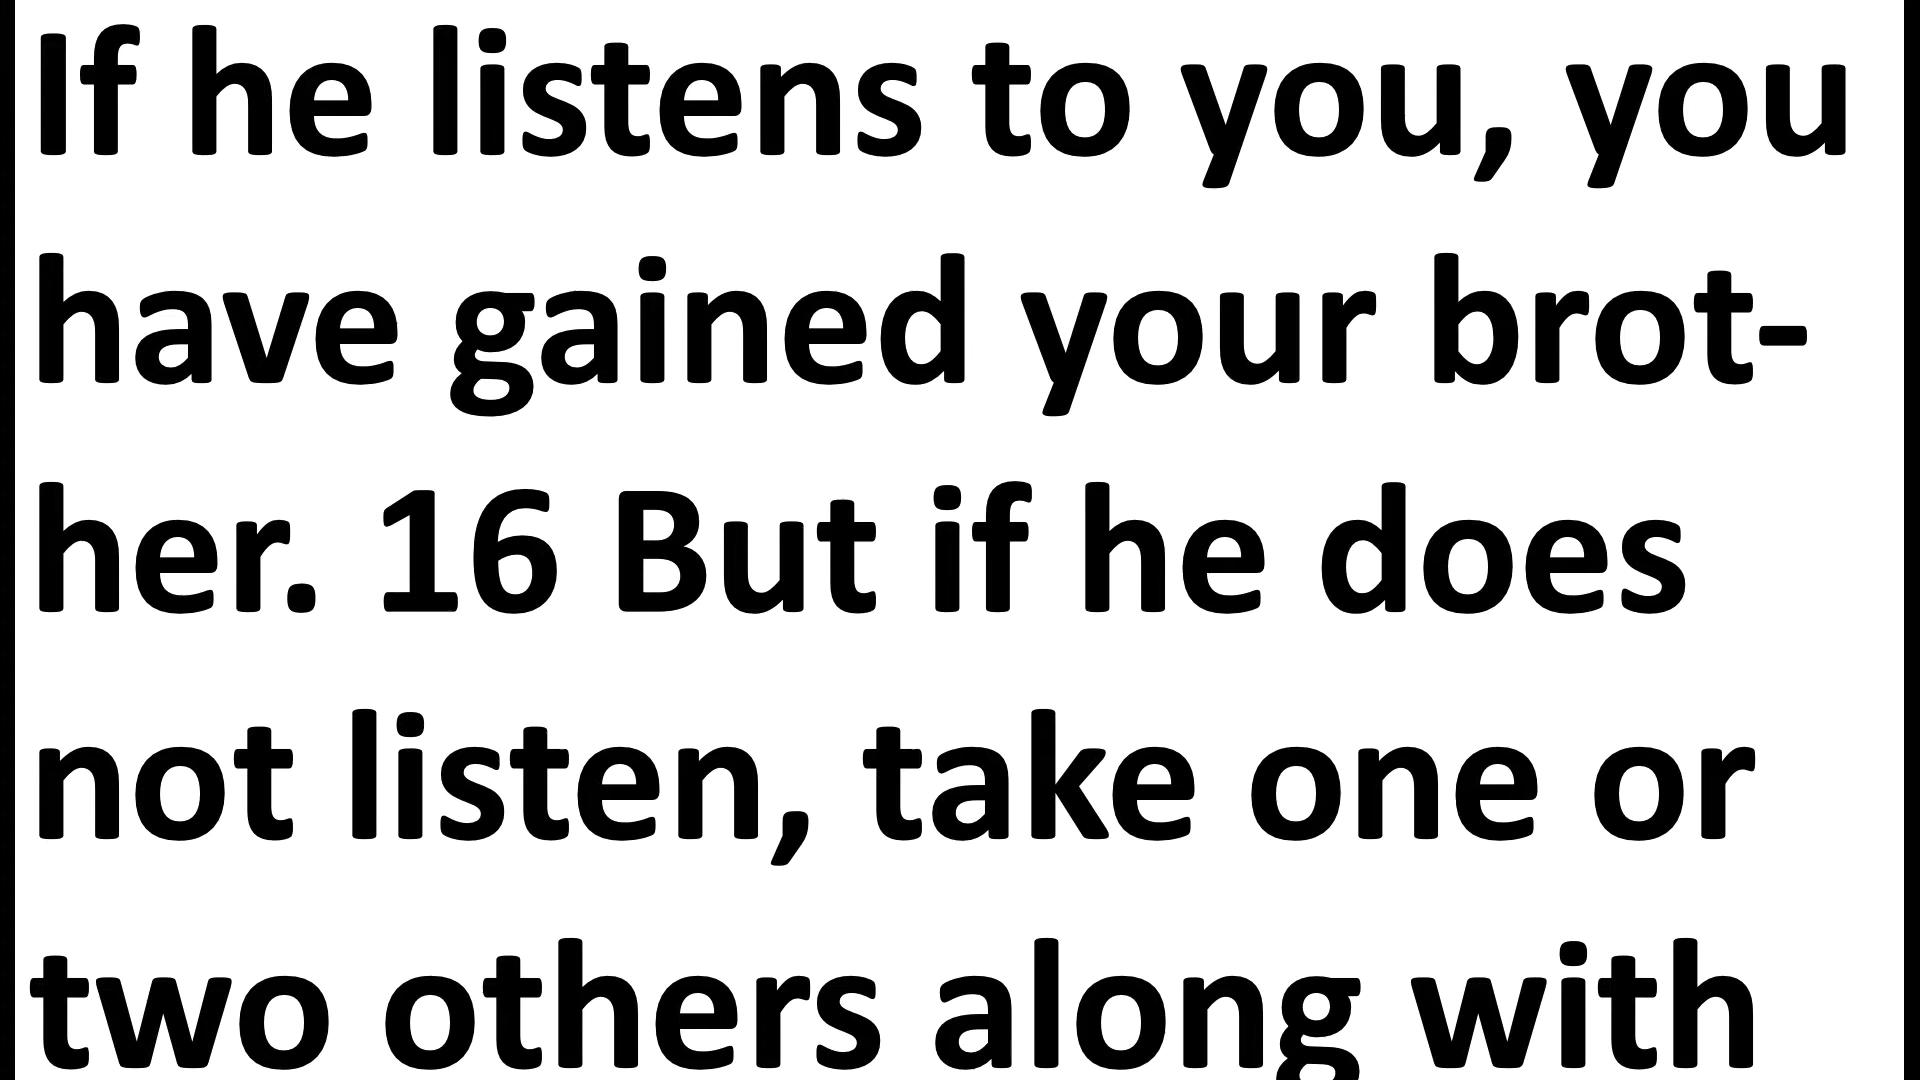 If he listens to you, you
have gained your brot-
her. 16 But if he does
not listen, take one or
two others along with